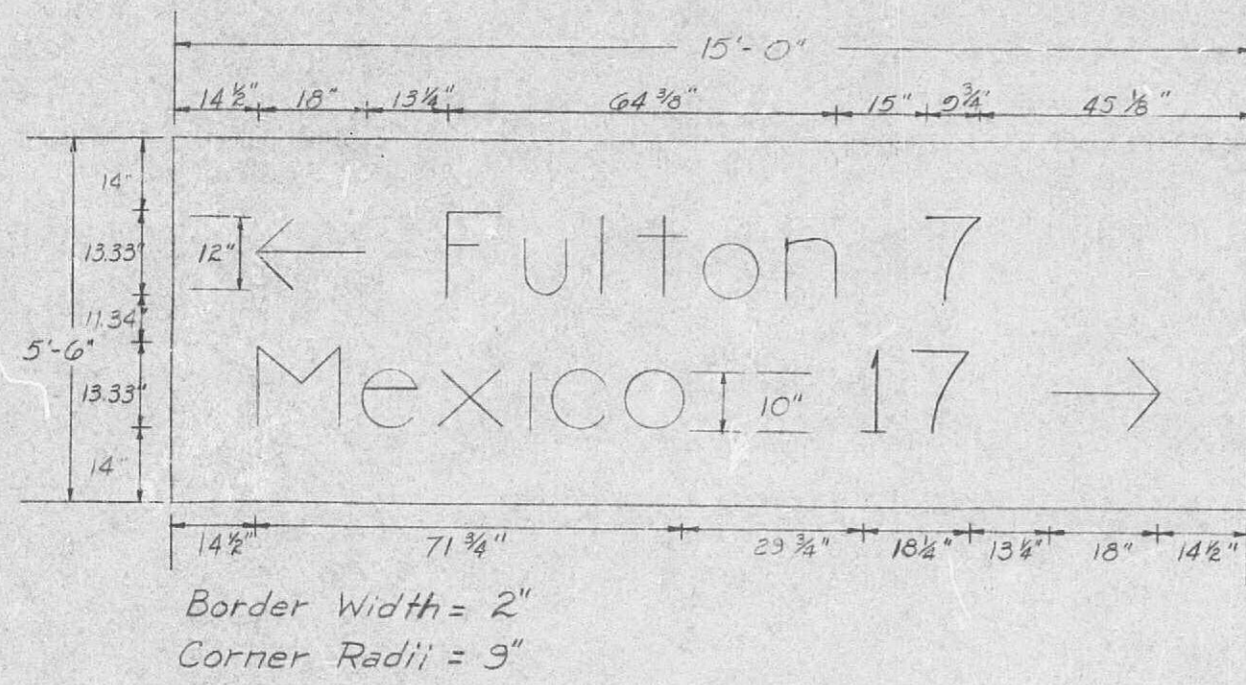 15'-0"
14½" 18" 13¼" 64⅜" 15" 9¾" 45⅛"
14"
13.33" 12" ← Fulton 7
11.34"
5'-6"
13.33" Mexico 10" 17 →
14"
14½" 71¾" 29¾" 18¼" 13¼" 18" 14½"
Border Width = 2"
Corner Radii = 9"